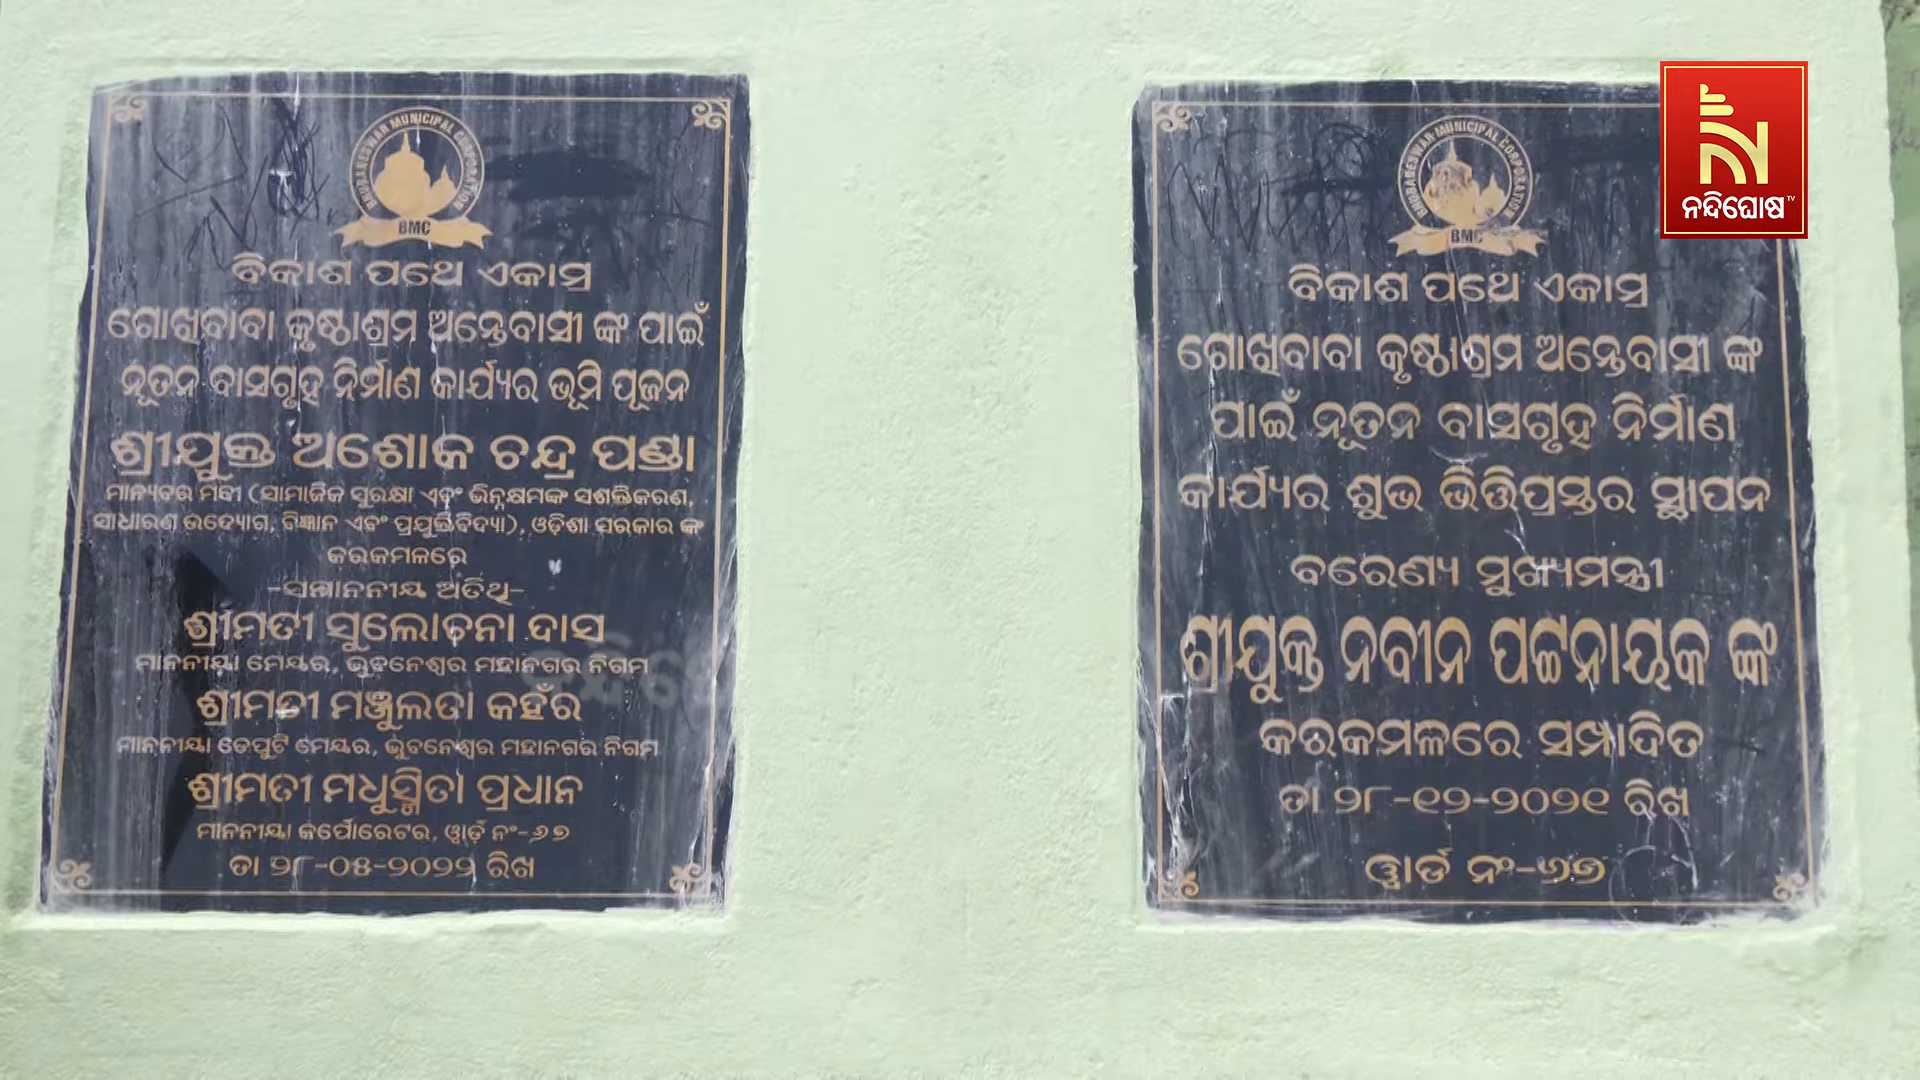 BHUBANESWAR MUNICIPAL CORPORATION
BMC
ବିକାଶ ପଥେ ଏକାମ୍ର
ଗୋଖିବାବା କୃଷ୍ଠାଶ୍ରମ ଅନ୍ତେବାସୀ ଙ୍କ ପାଇଁ
ନୂତନ ବାସଗୃହ ନିର୍ମାଣ କାର୍ଯ୍ୟର ଭୂମି ପୂଜନ
ଶ୍ରୀଯୁକ୍ତ ଅଶୋକ ଚନ୍ଦ୍ର ପଣ୍ଡା
ମାନ୍ୟବର ମନ୍ତ୍ରୀ (ସାମାଜିକ ସୁରକ୍ଷା ଏବଂ ଭିନ୍ନକ୍ଷମଙ୍କ ସଶକ୍ତିକରଣ,
ସାଧାରଣ ଉଦ୍ୟୋଗ, ବିଜ୍ଞାନ ଏବଂ ପ୍ରଯୁକ୍ତିବିଦ୍ୟା), ଓଡ଼ିଶା ସରକାର ଙ୍କ
କରକମଳରେ
-ସମ୍ମାନନୀୟ ଅତିଥି-
ଶ୍ରୀମତୀ ସୁଲୋଚନା ଦାସ
ମାନନୀୟା ମେୟର, ଭୁବନେଶ୍ୱର ମହାନଗର ନିଗମ
ଶ୍ରୀମତୀ ମଞ୍ଜୁଲତା କହଁର
ମାନନୀୟା ଡେପୁଟି ମେୟର, ଭୁବନେଶ୍ୱର ମହାନଗର ନିଗମ
ଶ୍ରୀମତୀ ମଧୁସ୍ମିତା ପ୍ରଧାନ
ମାନନୀୟା କର୍ପୋରେଟର, ୱାର୍ଡ଼ ନଂ-୬୭
ତା ୨୮-୦୫-୨୦୨୨ ରିଖ
BHUBANESWAR MUNICIPAL CORPORATION
BMC
ବିକାଶ ପଥେ ଏକାମ୍ର
ଗୋଖିବାବା କୃଷ୍ଠାଶ୍ରମ ଅନ୍ତେବାସୀ ଙ୍କ
ପାଇଁ ନୂତନ ବାସଗୃହ ନିର୍ମାଣ
କାର୍ଯ୍ୟର ଶୁଭ ଭିତ୍ତିପ୍ରସ୍ତର ସ୍ଥାପନ
ବରେଣ୍ୟ ମୁଖ୍ୟମନ୍ତ୍ରୀ
ଶ୍ରୀଯୁକ୍ତ ନବୀନ ପଟ୍ଟନାୟକ ଙ୍କ
କରକମଳରେ ସମ୍ପାଦିତ
ତା ୨୮-୧୨-୨୦୨୧ ରିଖ
ୱାର୍ଡ ନଂ-୬୭
ନନ୍ଦିଘୋଷ TV